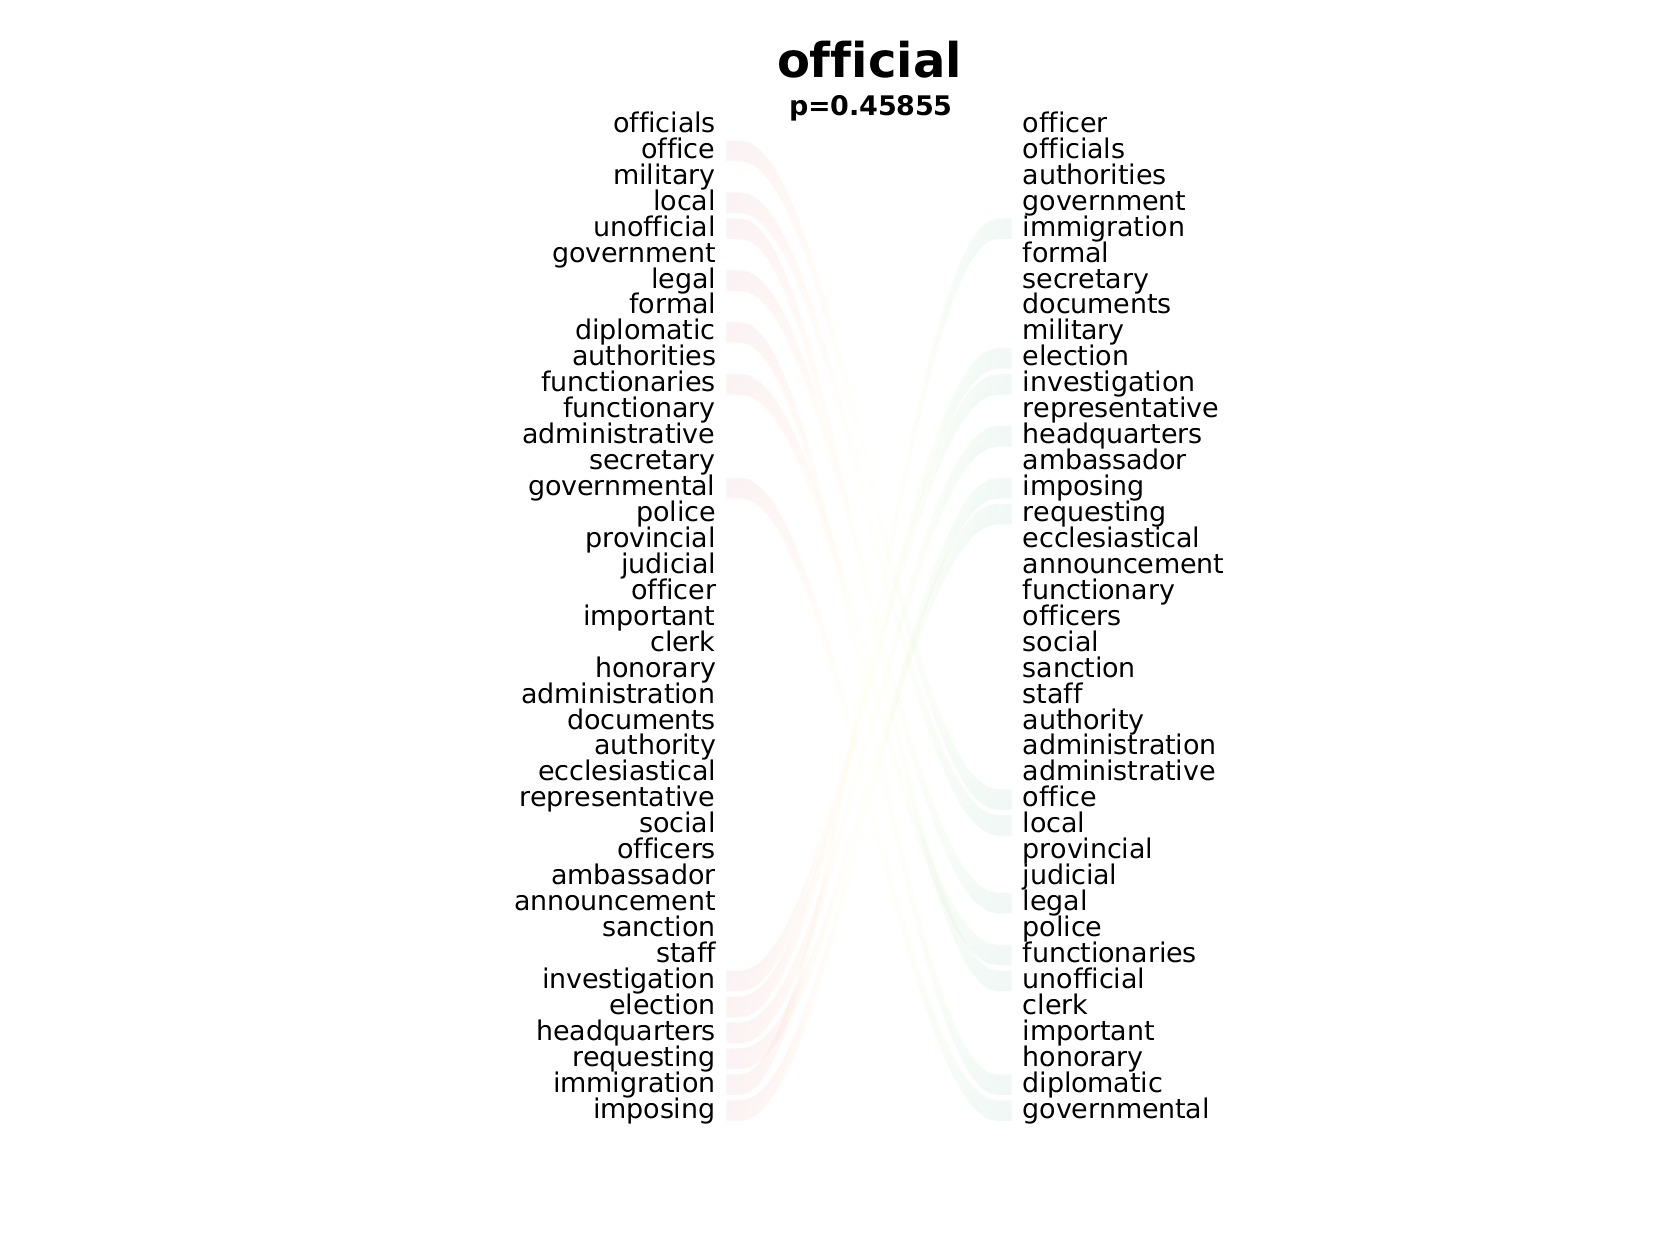 official
p=0.45855
officials
office
military
local
unofficial
government
legal
formal
diplomatic
authorities
functionaries
functionary
administrative
secretary
governmental
police
provincial
judicial
officer
important
clerk
honorary
administration
documents
authority
ecclesiastical
representative
social
officers
ambassador
announcement
sanction
staff
investigation
election
headquarters
requesting
immigration
imposing
officer
officials
authorities
government
immigration
formal
secretary
documents
military
election
investigation
representative
headquarters
ambassador
imposing
requesting
ecclesiastical
announcement
functionary
officers
social
sanction
staff
authority
administration
administrative
office
local
provincial
judicial
legal
police
functionaries
unofficial
clerk
important
honorary
diplomatic
governmental